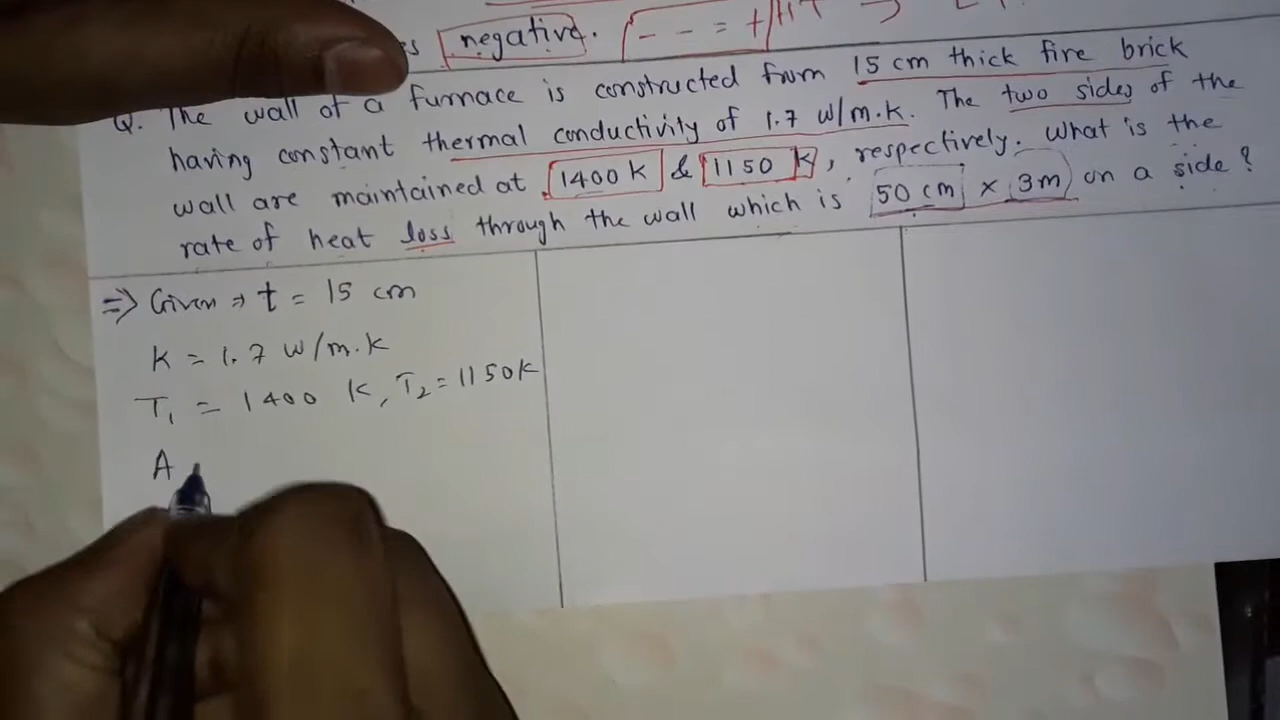 negative. - - = +
Q. The wall of a furnace is constructed from 15 cm thick fire brick
having constant thermal conductivity of 1.7 W/m.k. The two sides of the
wall are maintained at 1400 k & 1150 k, respectively. What is the
rate of heat loss through the wall which is 50 cm × 3m on a side?
=> Given → t = 15 cm
K = 1.7 W/m.k
T1 = 1400 k, T2 = 1150k
A